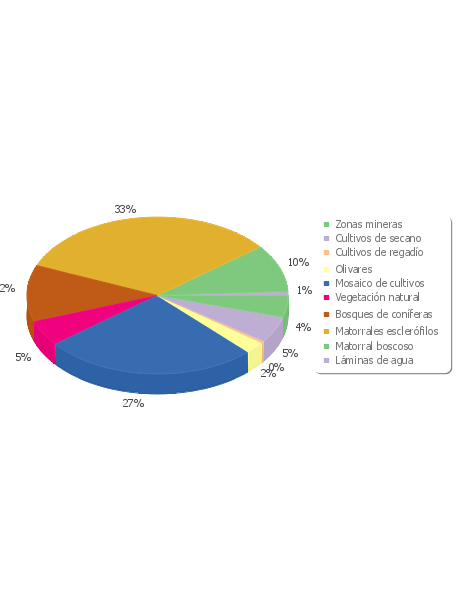 33%
10%
1%
4%
5%
0%
2%
27%
5%
2%
Zonas mineras
Cultivos de secano
Cultivos de regadío
Olivares
Mosaico de cultivos
Vegetación natural
Bosques de coníferas
Matorrales esclerófilos
Matorral boscoso
Láminas de agua